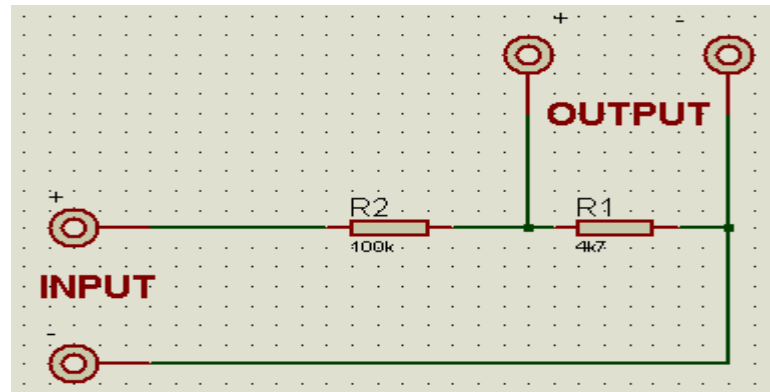 + -
OUTPUT
+
R2 R1
100k 4k7
INPUT
-